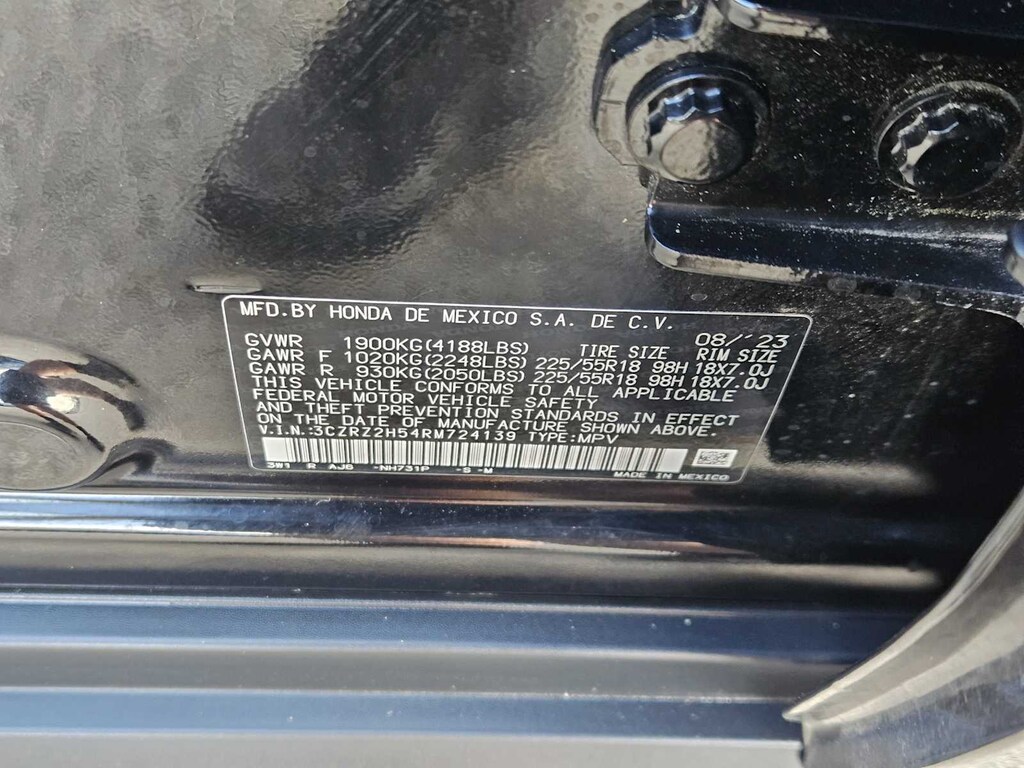 MFD.BY HONDA DE MEXICO S.A. DE C.V.
GVWR 1900KG(4188LBS) TIRE SIZE 08/'23 RIM SIZE
GAWR F 1020KG(2248LBS) 225/55R18 98H 18X7.0J
GAWR R 930KG(2050LBS) 225/55R18 98H 18X7.0J
THIS VEHICLE CONFORMS TO ALL APPLICABLE
FEDERAL MOTOR VEHICLE SAFETY
AND THEFT PREVENTION STANDARDS IN EFFECT
ON THE DATE OF MANUFACTURE SHOWN ABOVE.
V.I.N:3CZRZ2H54RM724139 TYPE:MPV
3W1 R AJB -NH731P -S -M
MADE IN MEXICO